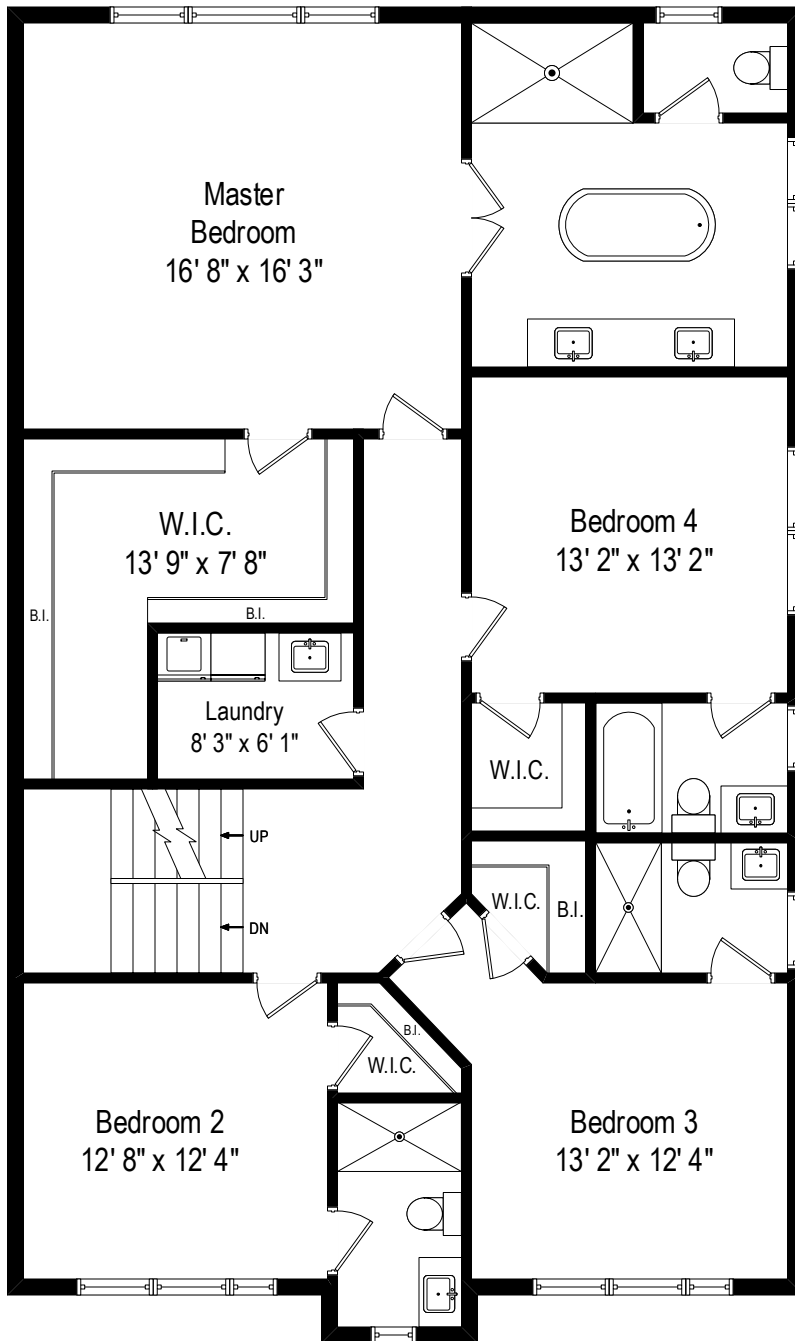 Master
Bedroom
16' 8" x 16' 3"
W.I.C.
13' 9" x 7' 8"
B.I.
B.I.
Bedroom 4
13' 2" x 13' 2"
Laundry
8' 3" x 6' 1"
W.I.C.
UP
DN
W.I.C.
B.I.
B.I.
W.I.C.
Bedroom 2
12' 8" x 12' 4"
Bedroom 3
13' 2" x 12' 4"